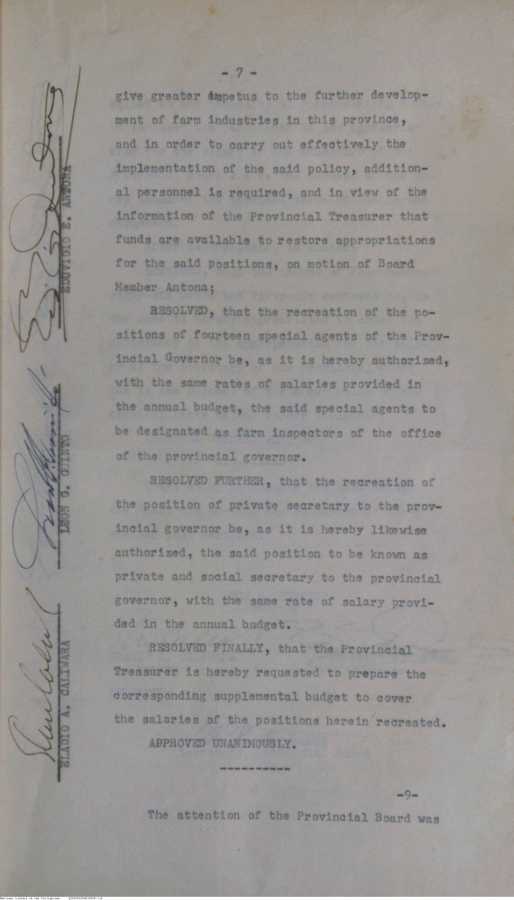 - 7 -
give greater impetus to the further develop-
ment of farm industries in this province,
and in order to carry out effectively the
implementation of the said policy, addition-
al personnel is required, and in view of the
information of the Provincial Treasurer that
funds are available to restore appropriations
for the said positions, on motion of Board
Member Antona;
RESOLVED, that the recreation of the po-
sitions of fourteen special agents of the Prov-
incial Governor be, as it is hereby authorized,
with the same rates of salaries provided in
the annual budget, the said special agents to
be designated as farm inspectors of the office
of the provincial governor.
RESOLVED FURTHER, that the recreation of
the position of private secretary to the prov-
incial governor be, as it is hereby likewise
authorized, the said position to be known as
private and social secretary to the provincial
governor, with the same rate of salary provi-
ded in the annual budget.
RESOLVED FINALLY, that the Provincial
Treasurer is hereby requested to prepare the
corresponding supplemental budget to cover
the salaries of the positions herein recreated.
APPROVED UNANIMOUSLY.
----------
-9-
The attention of the Provincial Board was
ELUVIGIO E. ANTONA
LEON G. GUINTO
ELADIO A. CALIWARA